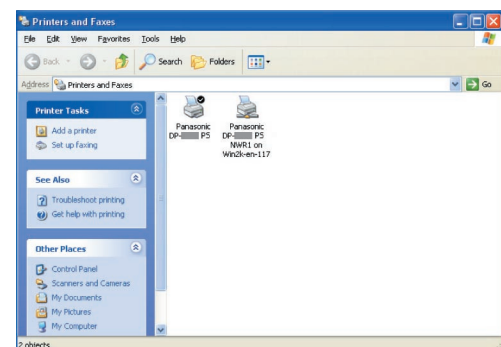 Printers and Faxes
File Edit View Favorites Tools Help
Back Search Folders
Address Printers and Faxes Go
Printer Tasks
Add a printer
Set up faxing
See Also
Troubleshoot printing
Get help with printing
Other Places
Control Panel
Scanners and Cameras
My Documents
My Pictures
My Computer
Panasonic
DP- PS
Panasonic
DP- PS
NWR1 on
Win2k-en-117
2 objects